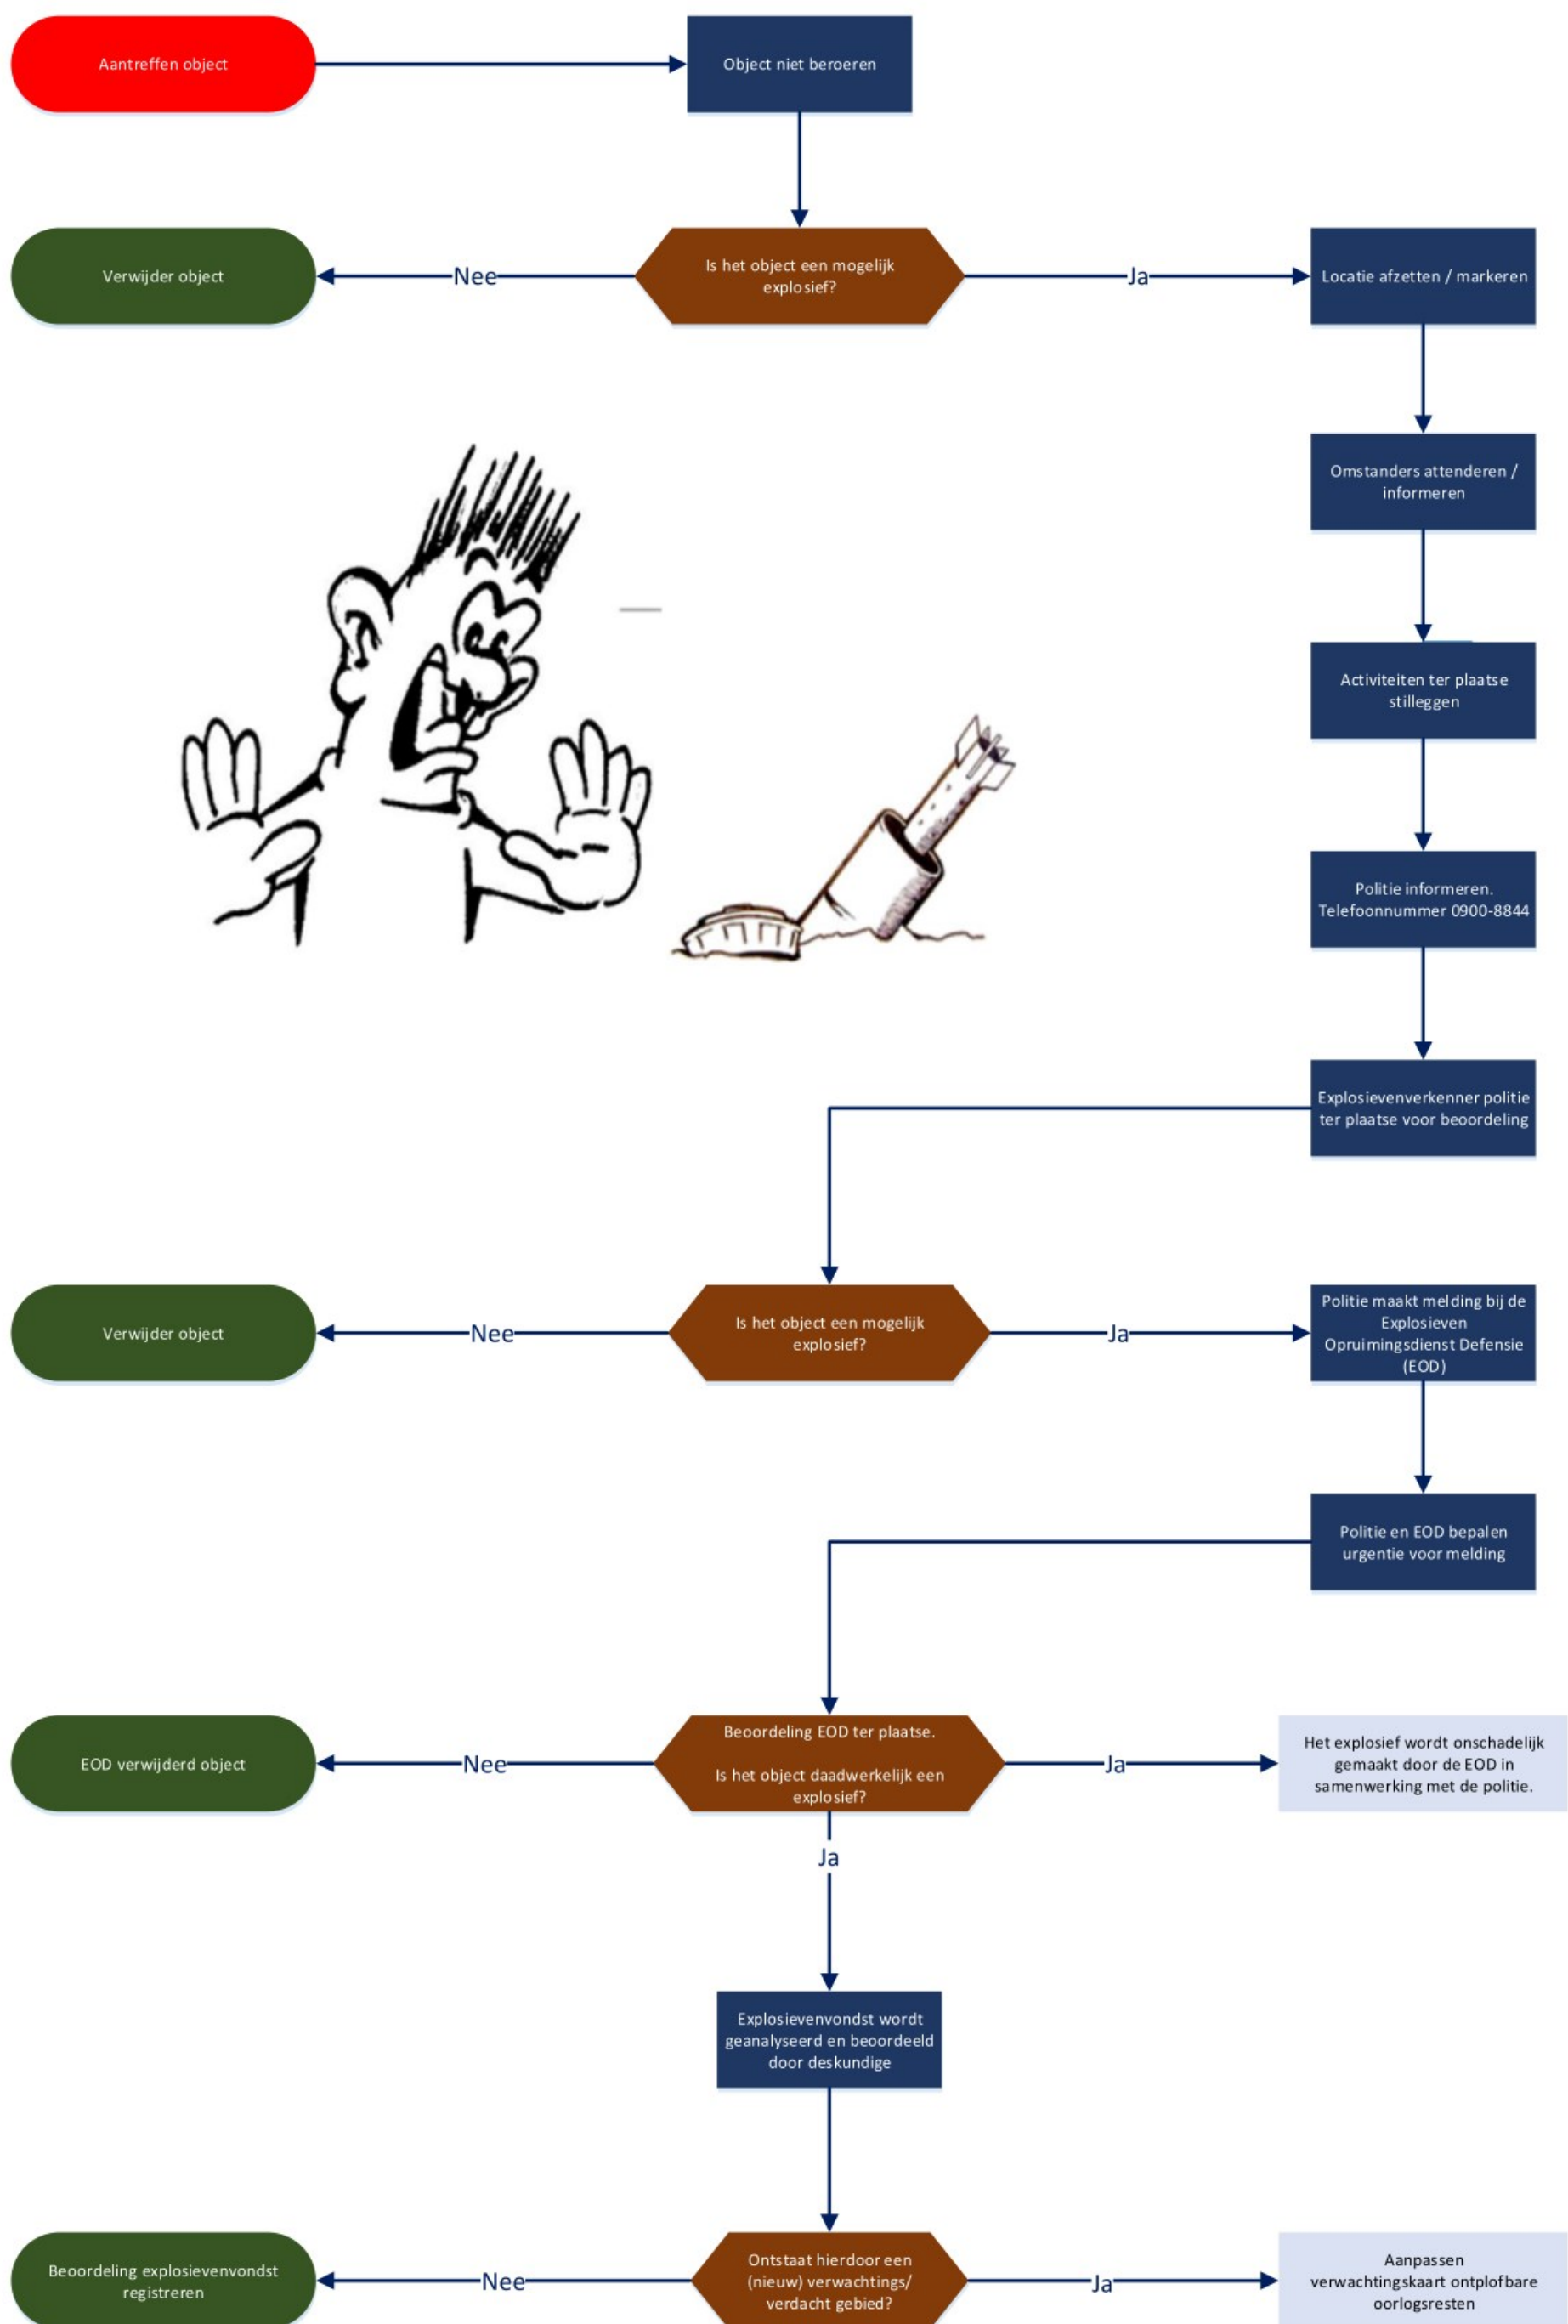 Aantreffen object
Object niet beroeren
Verwijder object
Nee
Is het object een mogelijk
explosief?
Ja
Locatie afzetten / markeren
Omstanders attenderen /
informeren
Activiteiten ter plaatse
stilleggen
Politie informeren.
Telefoonnummer 0900-8844
Explosievenverkenner politie
ter plaatse voor beoordeling
Verwijder object
Nee
Is het object een mogelijk
explosief?
Ja
Politie maakt melding bij de
Explosieven
Opruimingsdienst Defensie
(EOD)
Politie en EOD bepalen
urgentie voor melding
EOD verwijderd object
Nee
Beoordeling EOD ter plaatse.
Is het object daadwerkelijk een
explosief?
Ja
Het explosief wordt onschadelijk
gemaakt door de EOD in
samenwerking met de politie.
Ja
Explosievenvondst wordt
geanalyseerd en beoordeeld
door deskundige
Beoordeling explosievenvondst
registreren
Nee
Ontstaat hierdoor een
(nieuw) verwachtings/
verdacht gebied?
Ja
Aanpassen
verwachtingskaart ontplofbare
oorlogsresten